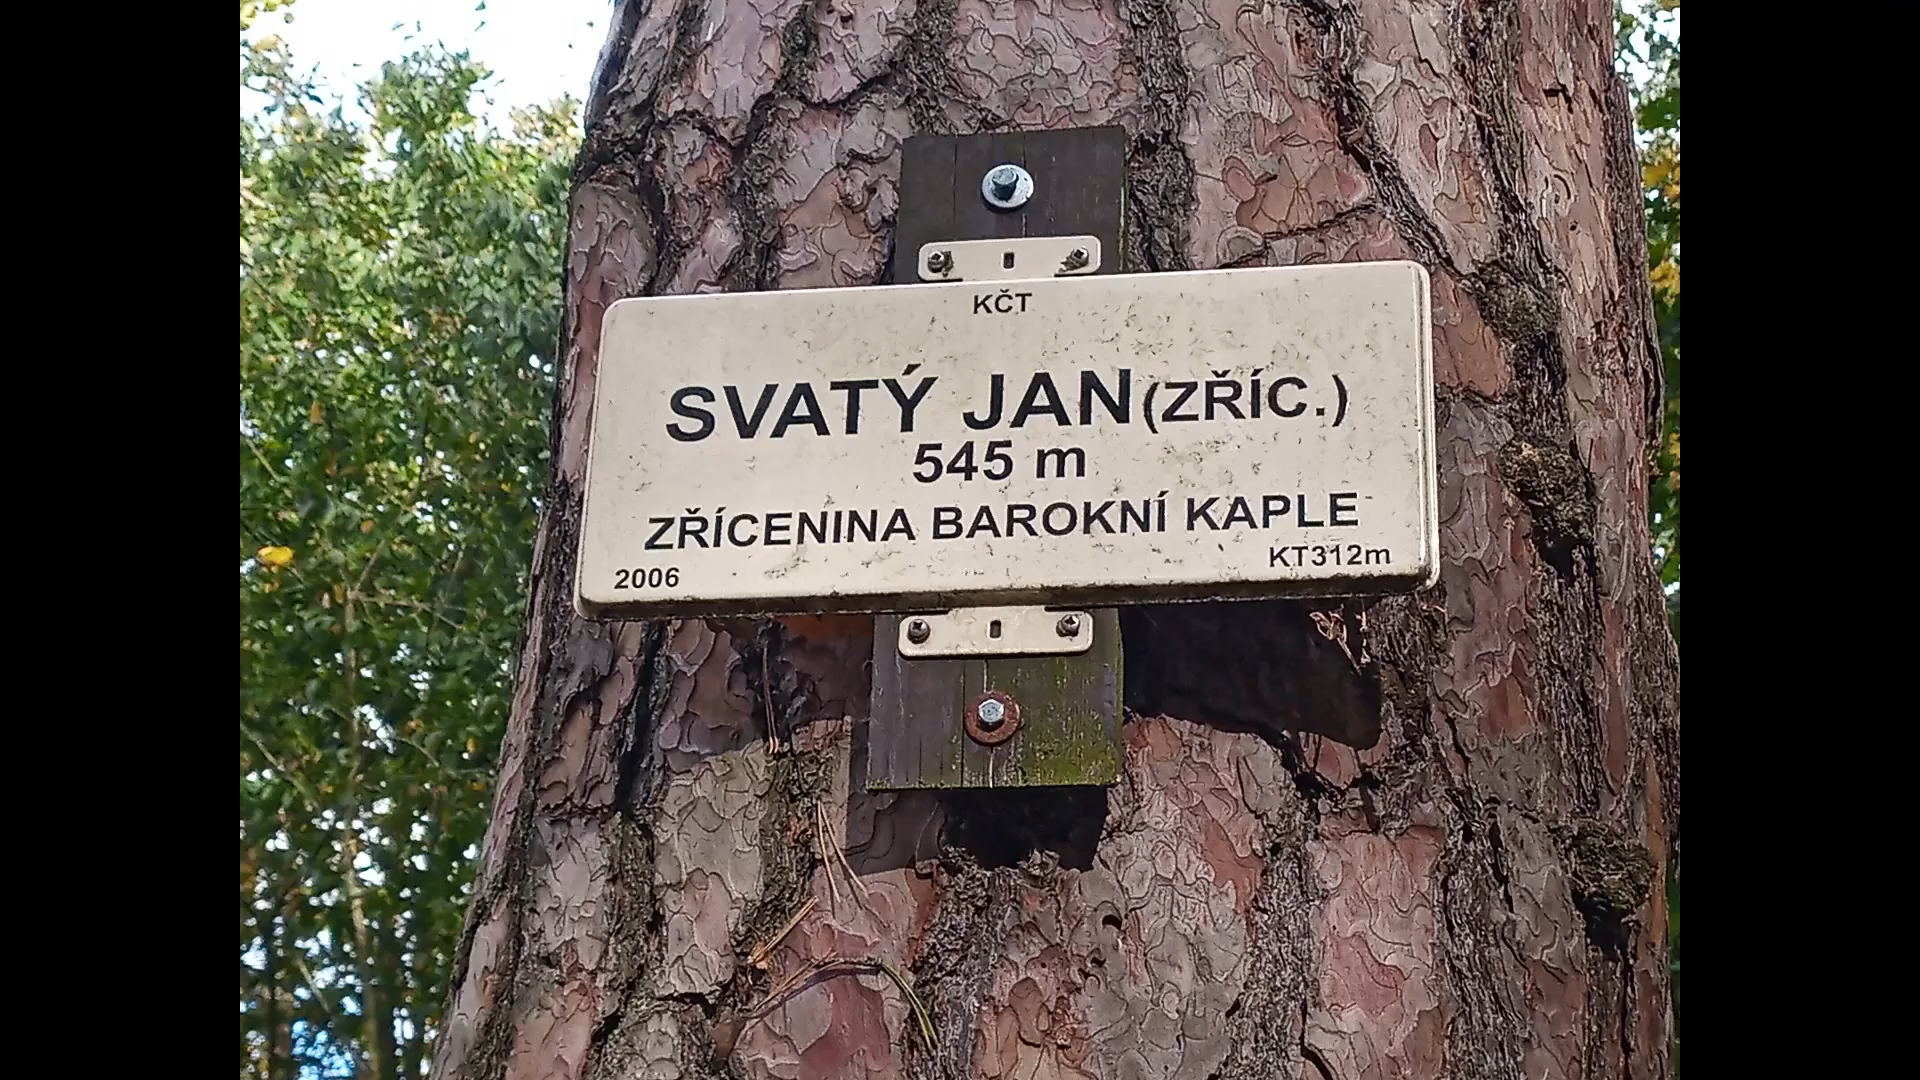 KČT
SVATÝ JAN (ZŘÍC.)
545 m
ZŘÍCENINA BAROKNÍ KAPLE
KT312m
2006